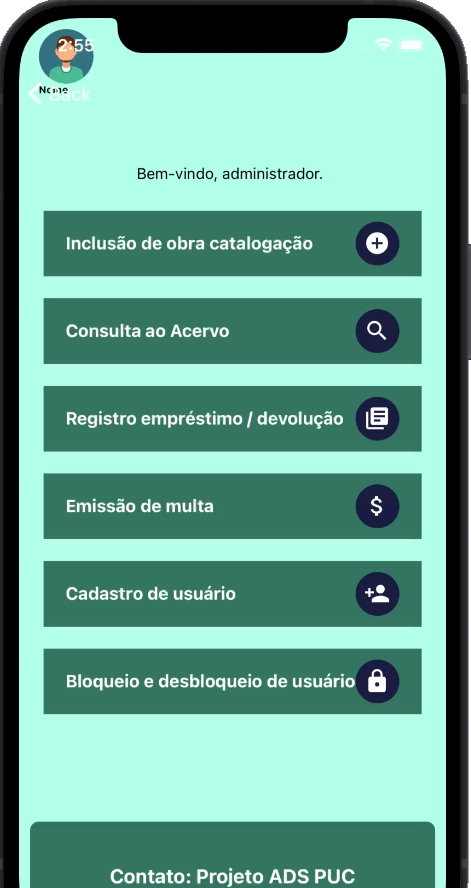 2:55
Nome
Back
Bem-vindo, administrador.
Inclusão de obra catalogação
Consulta ao Acervo
Registro empréstimo / devolução
Emissão de multa
$
Cadastro de usuário
Bloqueio e desbloqueio de usuário
Contato: Projeto ADS PUC